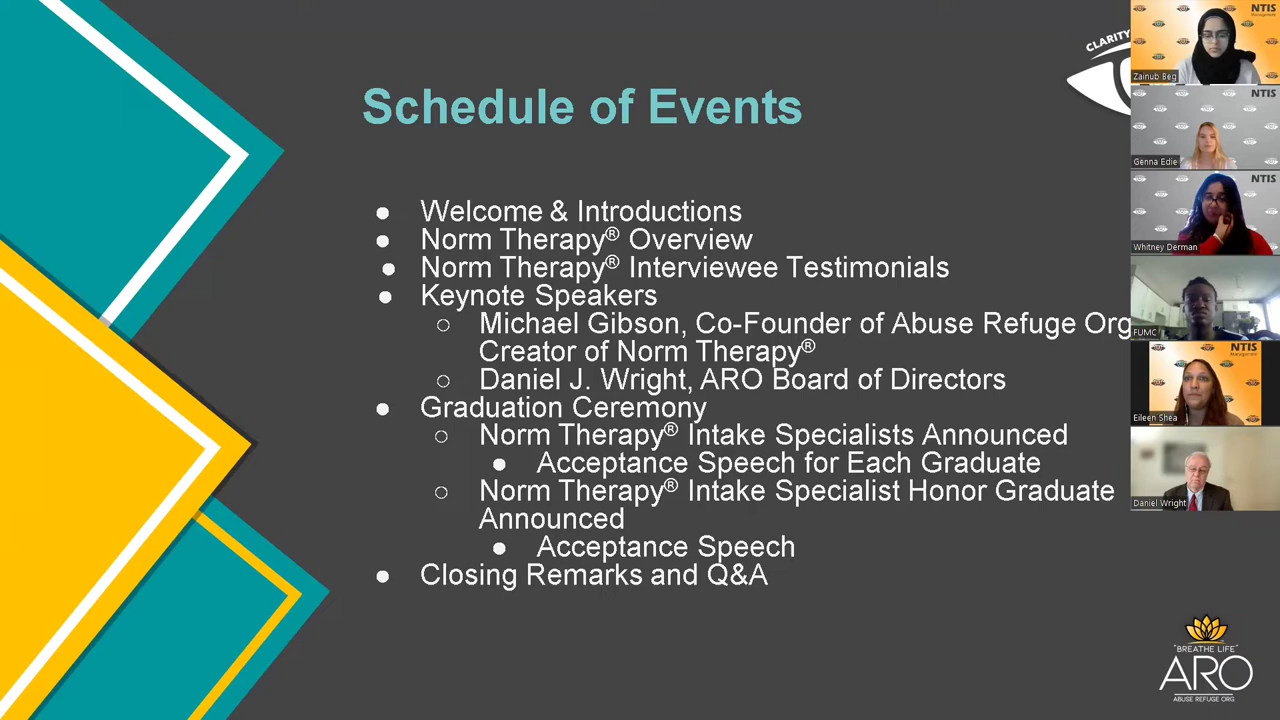 Schedule of Events
● Welcome & Introductions
● Norm Therapy® Overview
● Norm Therapy® Interviewee Testimonials
● Keynote Speakers
○ Michael Gibson, Co-Founder of Abuse Refuge Org
Creator of Norm Therapy®
○ Daniel J. Wright, ARO Board of Directors
● Graduation Ceremony
○ Norm Therapy® Intake Specialists Announced
● Acceptance Speech for Each Graduate
○ Norm Therapy® Intake Specialist Honor Graduate
Announced
● Acceptance Speech
● Closing Remarks and Q&A
CLARITY
NTIS
Management
Zainub Beg
NTIS
Genna Edie
NTIS
Whitney Derman
FUMC
NTIS
Management
Eileen Shea
Daniel Wright
"BREATHE LIFE"
ARO
ABUSE REFUGE ORG